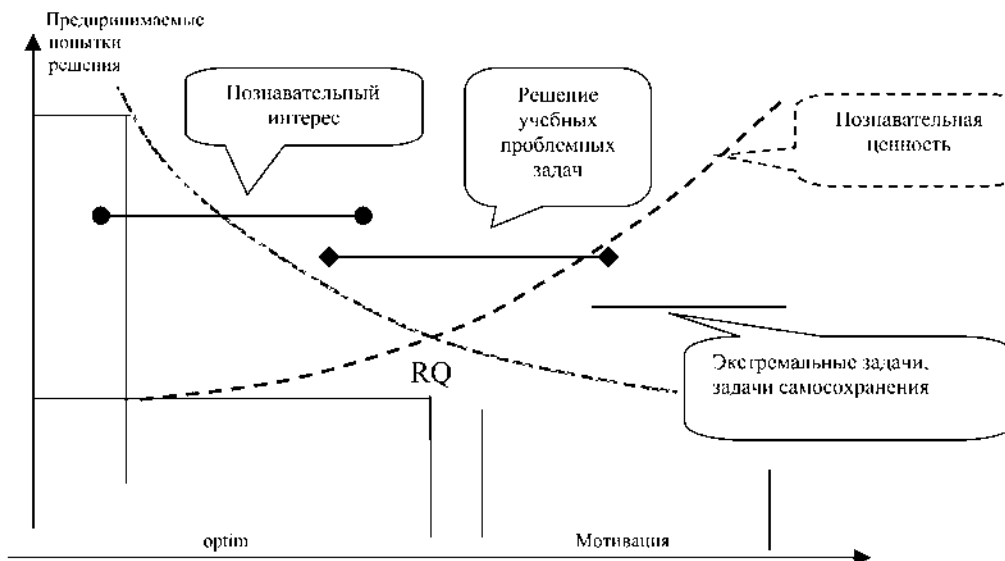 Предпринимаемые
попытки
решения
Познавательный
интерес
Решение
учебных
проблемных
задач
Познавательная
ценность
RQ
Экстремальные задачи,
задачи самосохранения
optim
Мотивация